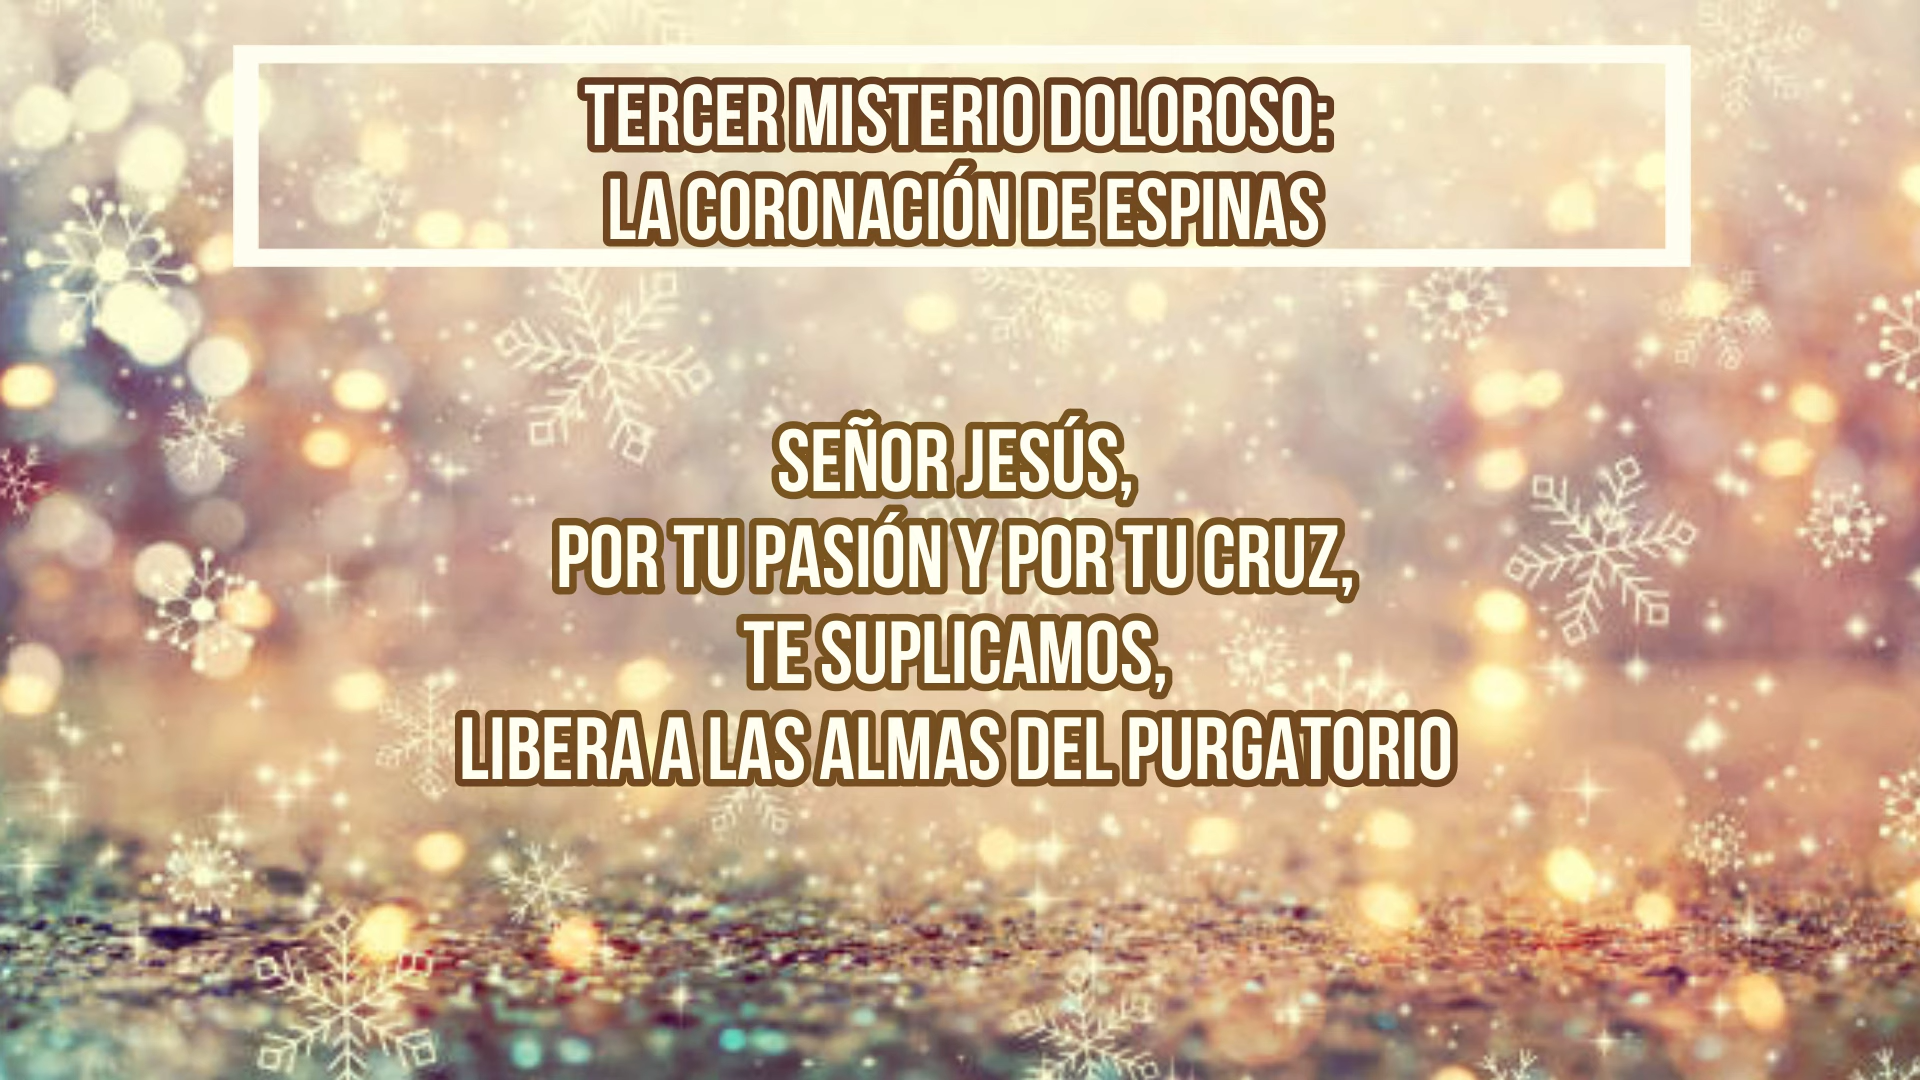 TERCER MISTERIO DOLOROSO:
LA CORONACIÓN DE ESPINAS
SEÑOR JESÚS,
POR TU PASIÓN Y POR TU CRUZ,
TE SUPLICAMOS,
LIBERA A LAS ALMAS DEL PURGATORIO